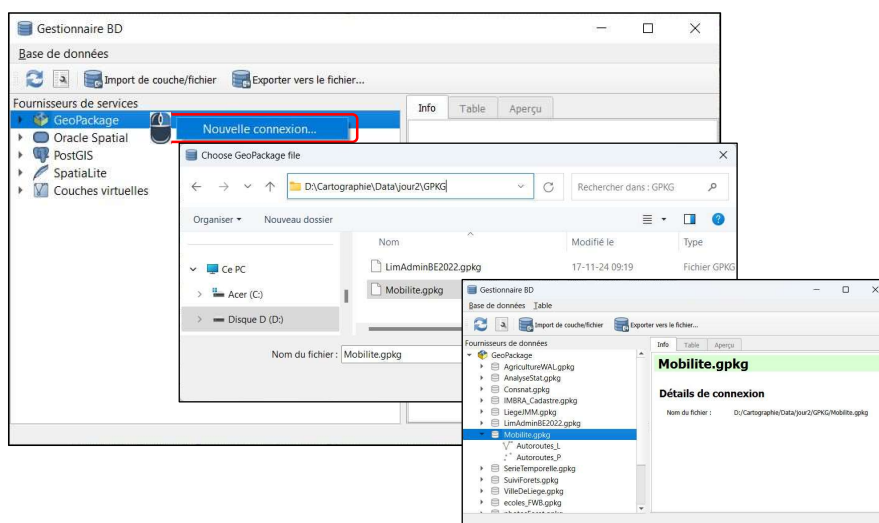 Gestionnaire BD
Base de données
Import de couche/fichier Exporter vers le fichier...
Fournisseurs de services
Info Table Aperçu
GeoPackage
Nouvelle connexion...
Oracle Spatial
PostGIS
SpatiaLite
Couches virtuelles
Choose GeoPackage file
D:\Cartographie\Data\jour2\GPKG
Rechercher dans : GPKG
Organiser Nouveau dossier
Nom Modifié le Type
Ce PC
LimAdminBE2022.gpkg 17-11-24 09:19 Fichier GPKG
Acer (C:)
Mobilite.gpkg
Disque D (D:)
Nom du fichier : Mobilite.gpkg
Gestionnaire BD
Base de données Table
Import de couche/fichier Exporter vers le fichier...
Fournisseurs de données
Info Table Aperçu
GeoPackage
AgricultureWAL.gpkg
AnalyseStat.gpkg
Consnat.gpkg
IMBRA_Cadastre.gpkg
LiegeJMM.gpkg
LimAdminBE2022.gpkg
Mobilite.gpkg
Autoroutes_L
Autoroutes_P
SerieTemporelle.gpkg
SuiviForets.gpkg
VilleDeLiege.gpkg
ecoles_FWB.gpkg
Mobilite.gpkg
Détails de connexion
Nom du fichier : D:/Cartographie/Data/jour2/GPKG/Mobilite.gpkg